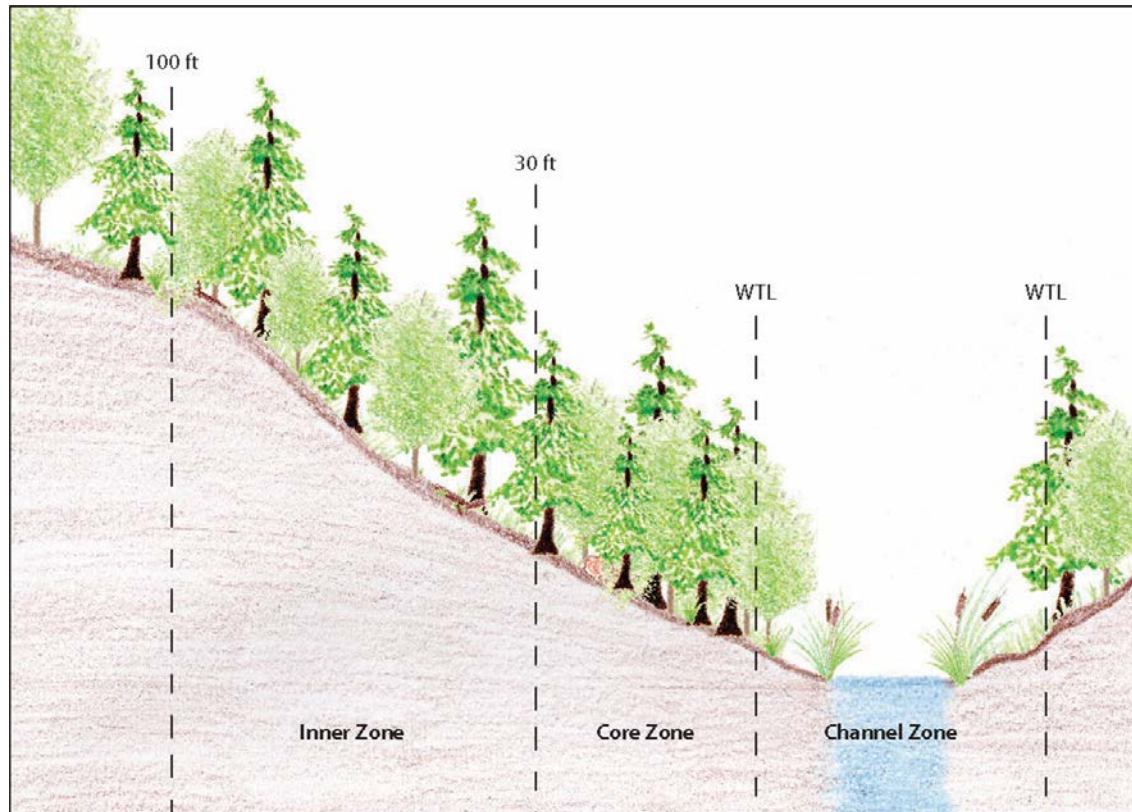 100 ft
30 ft
WTL
WTL
Inner Zone
Core Zone
Channel Zone